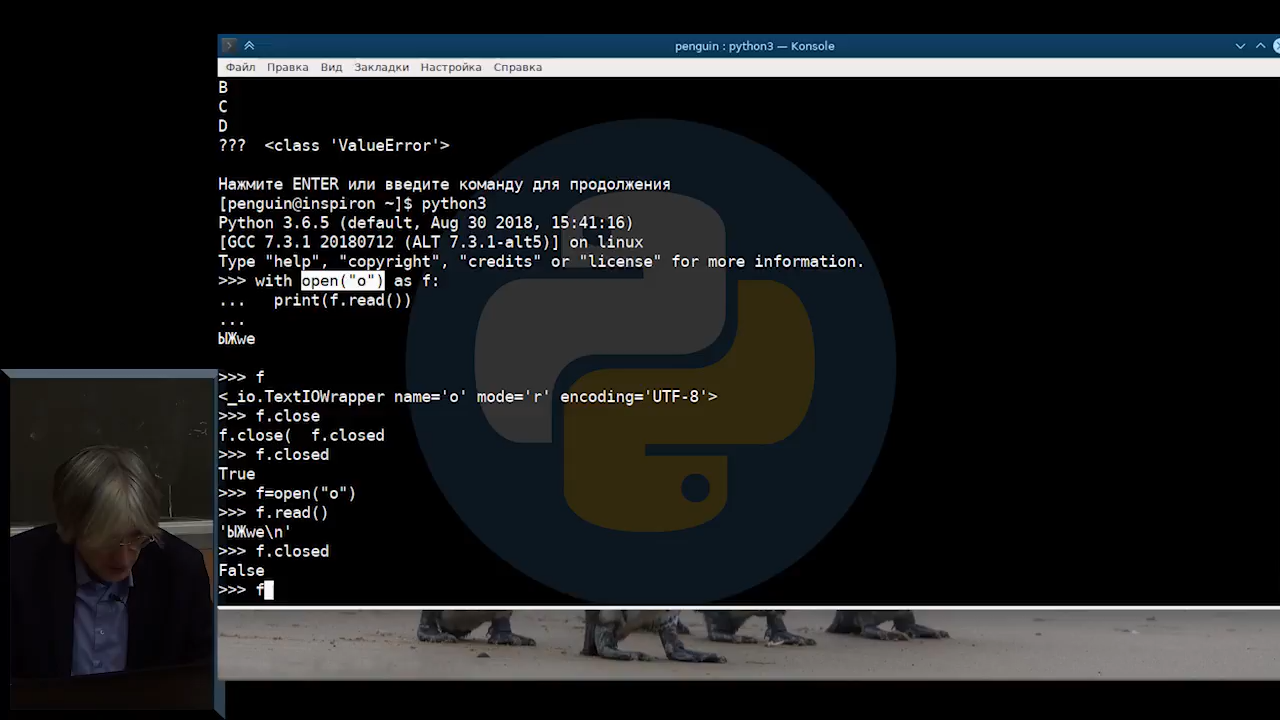 penguin : python3 — Konsole
Файл Правка Вид Закладки Настройка Справка
B
C
D
???  <class 'ValueError'>
Нажмите ENTER или введите команду для продолжения
[penguin@inspiron ~]$ python3
Python 3.6.5 (default, Aug 30 2018, 15:41:16)
[GCC 7.3.1 20180712 (ALT 7.3.1-alt5)] on linux
Type "help", "copyright", "credits" or "license" for more information.
>>> with open("o") as f:
...   print(f.read())
...
ЫЖwe
>>> f
<_io.TextIOWrapper name='o' mode='r' encoding='UTF-8'>
>>> f.close
f.close(  f.closed
>>> f.closed
True
>>> f=open("o")
>>> f.read()
'ЫЖwe\n'
>>> f.closed
False
>>> f